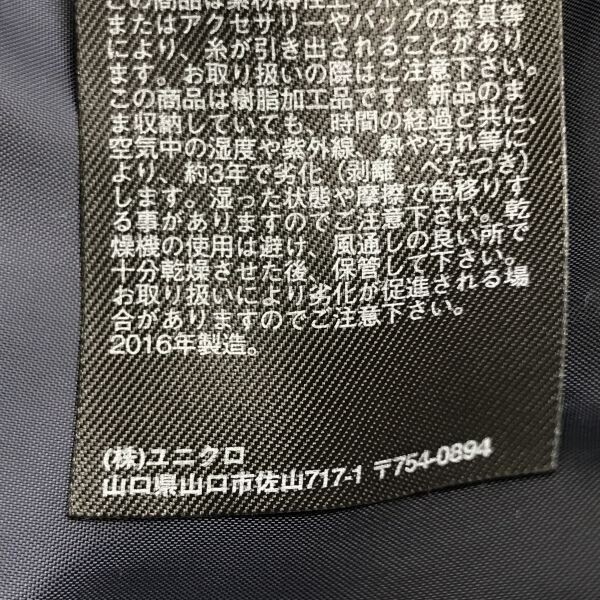 この商品は素材特性上、
またはアクセサリーやバッグの金具等
により、糸が引き出されることがあり
ます。お取り扱いの際はご注意下さい。
この商品は樹脂加工品です。新品のま
ま収納していても、時間の経過と共に、
空気中の湿度や紫外線、熱や汚れ等に
より、約3年で劣化（剥離・べたつき）
します。湿った状態や摩擦で色移りす
る事がありますのでご注意下さい。乾
燥機の使用は避け、風通しの良い所で
十分乾燥させた後、保管して下さい。
お取り扱いにより劣化が促進される場
合がありますのでご注意下さい。
2016年製造。
(株)ユニクロ
山口県山口市佐山717-1 〒754-0894